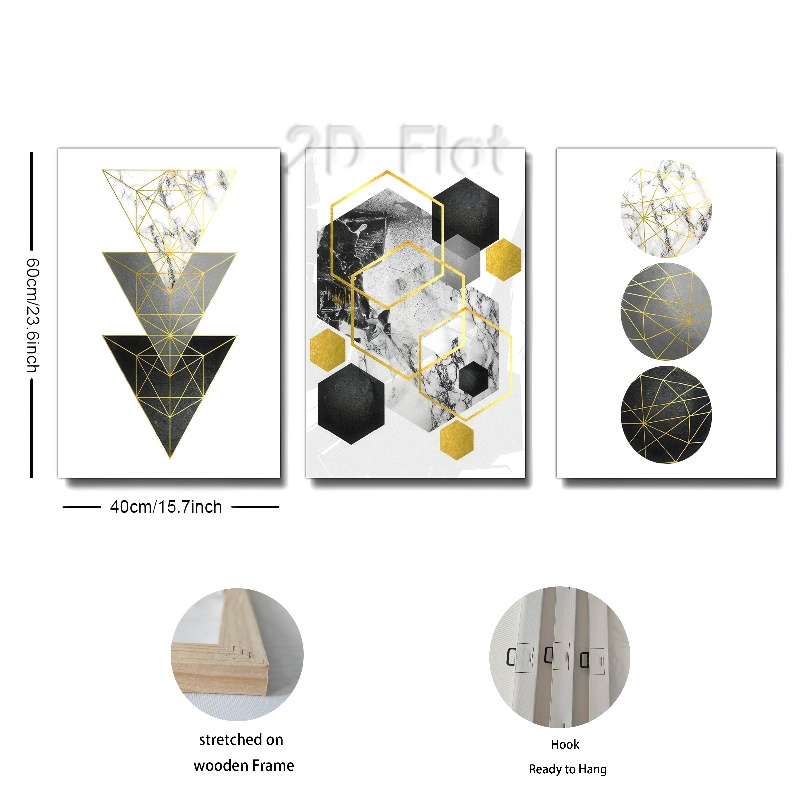 2D Flat
60cm/23.6inch
40cm/15.7inch
stretched on
wooden Frame
Hook
Ready to Hang